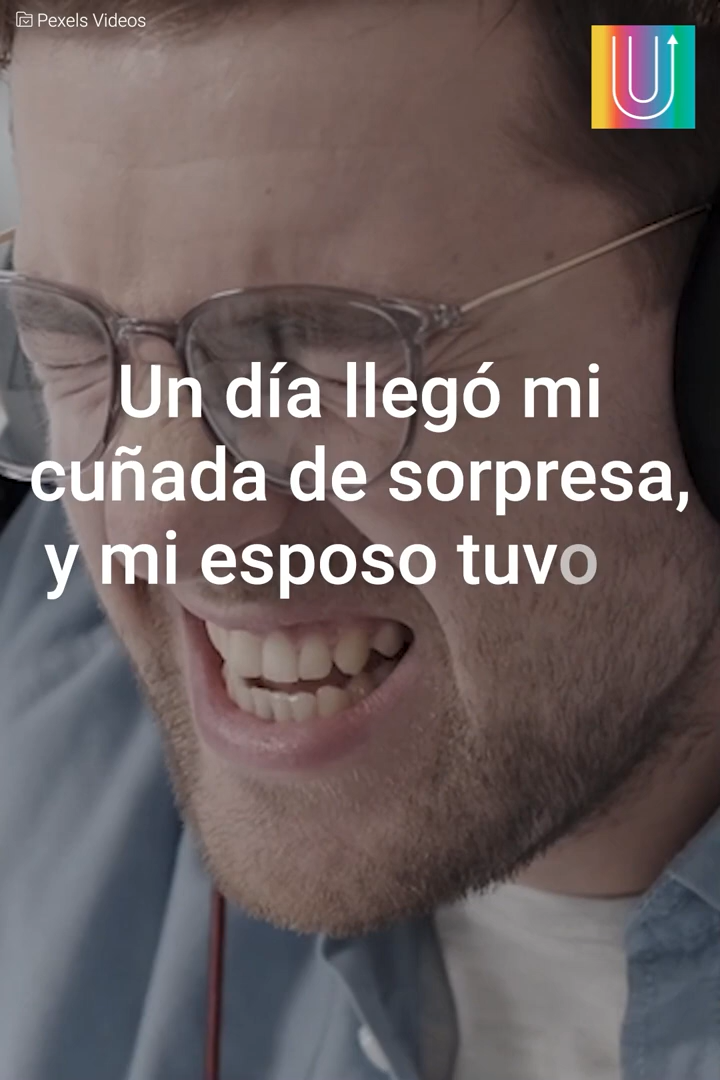 Pexels Videos
Un día llegó mi
cuñada de sorpresa,
y mi esposo tuvo